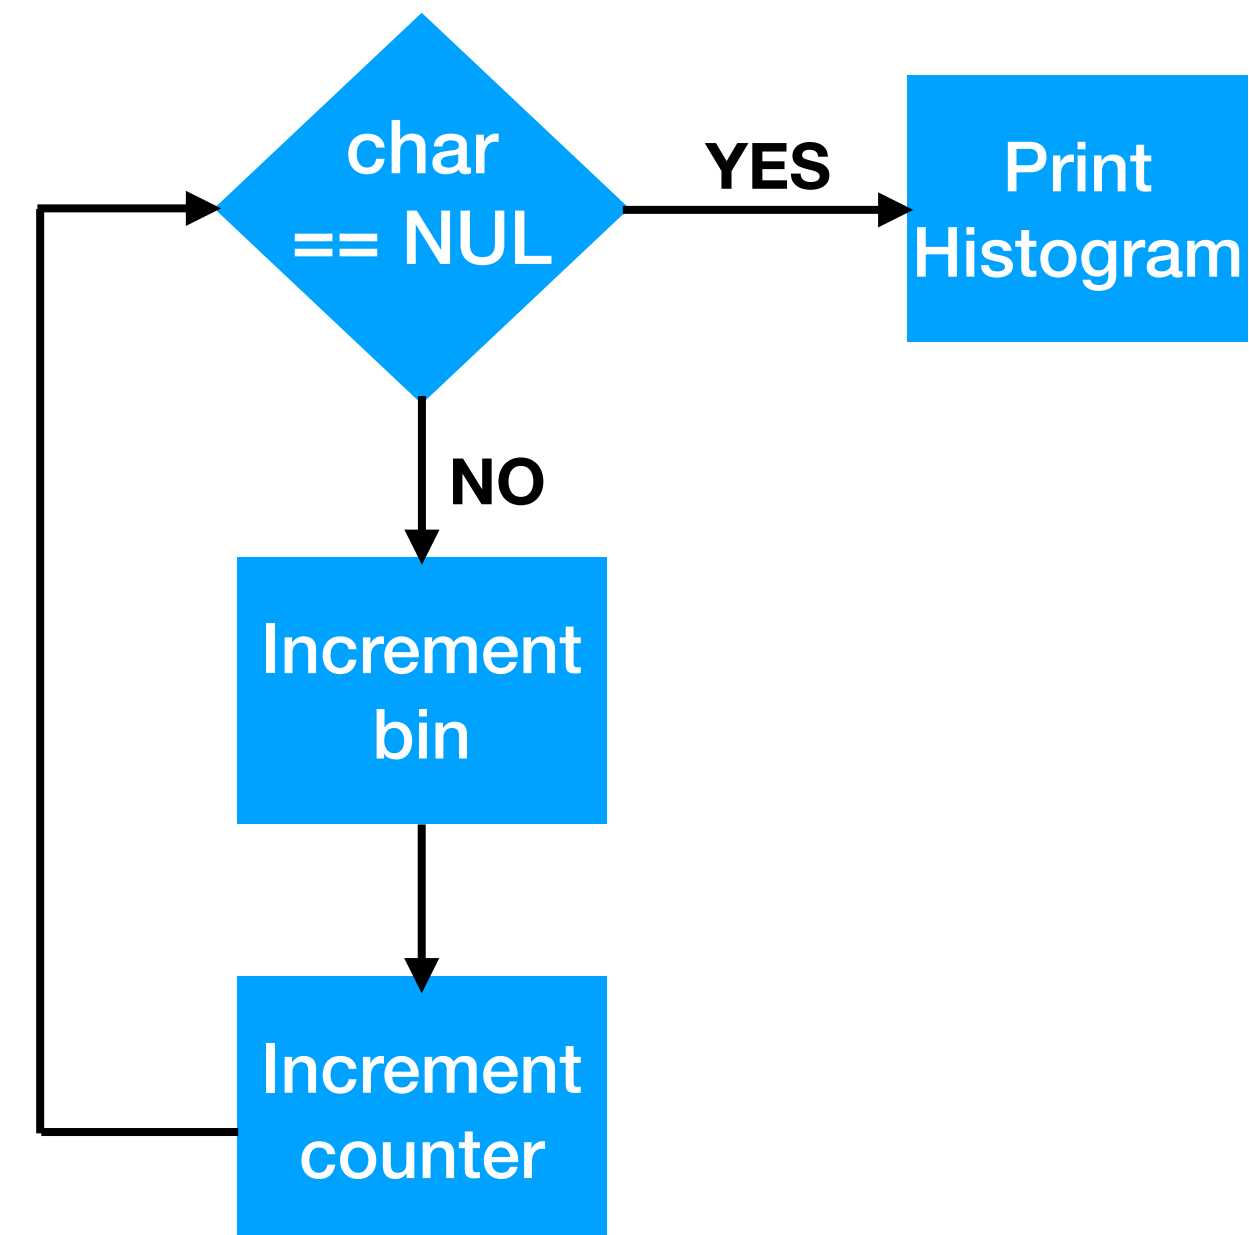 char
== NUL
YES
Print
Histogram
NO
Increment
bin
Increment
counter